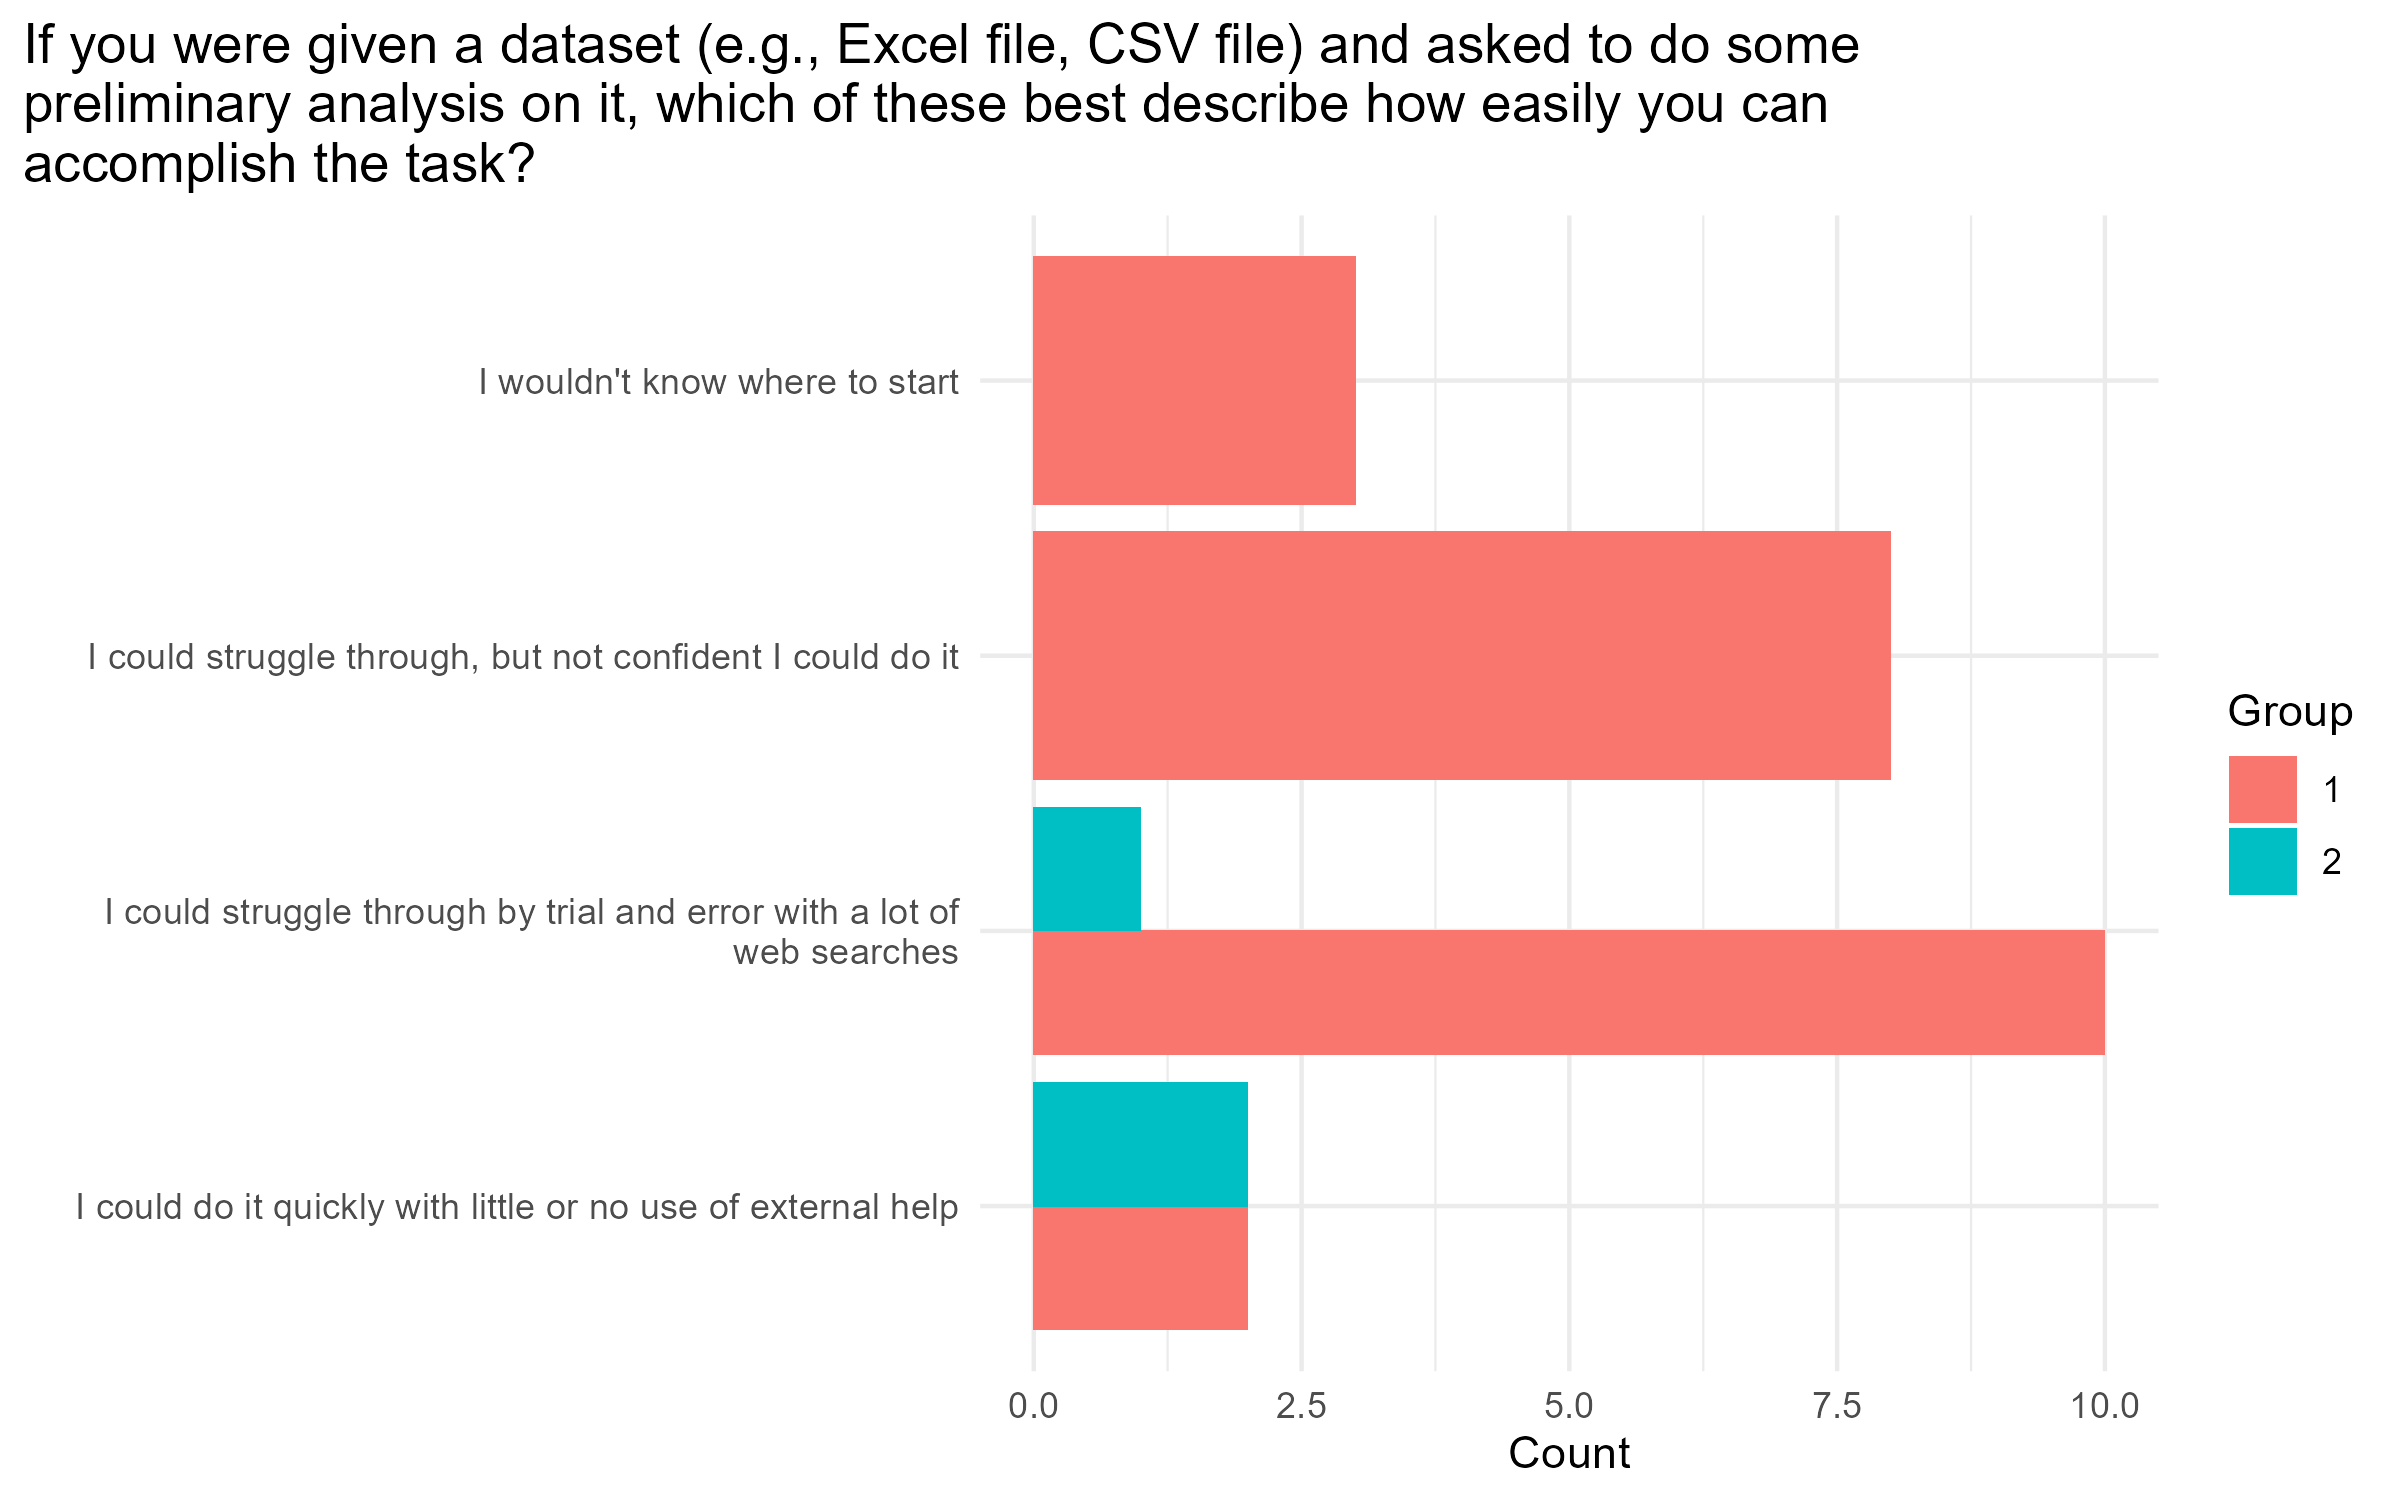 If you were given a dataset (e.g., Excel file, CSV file) and asked to do some
preliminary analysis on it, which of these best describe how easily you can
accomplish the task?
I wouldn't know where to start
I could struggle through, but not confident I could do it
I could struggle through by trial and error with a lot of
web searches
I could do it quickly with little or no use of external help
0.0 2.5 5.0 7.5 10.0
Count
Group
1
2